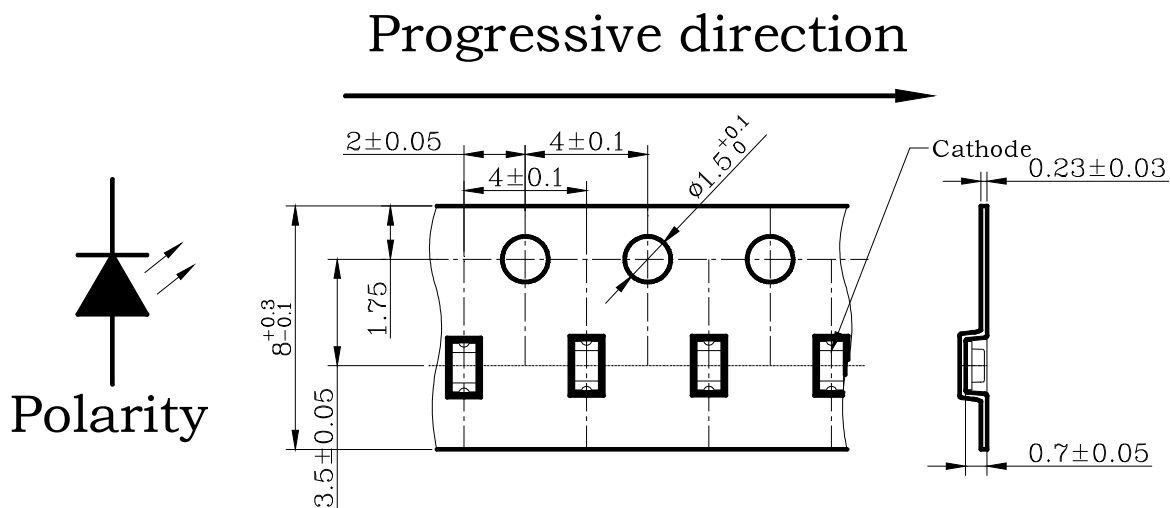 Progressive direction
2±0.05
4±0.1
4±0.1
ø1.5 +0.1 0
Cathode
0.23±0.03
8 +0.3 -0.1
1.75
3.5±0.05
Polarity
0.7±0.05